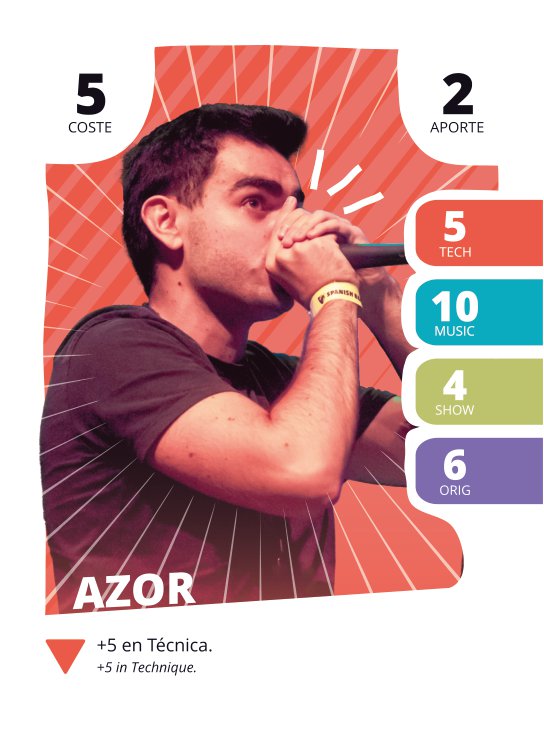 5
COSTE
2
APORTE
5
TECH
10
MUSIC
4
SHOW
6
ORIG
SPANISH
AZOR
+5 en Técnica.
+5 in Technique.